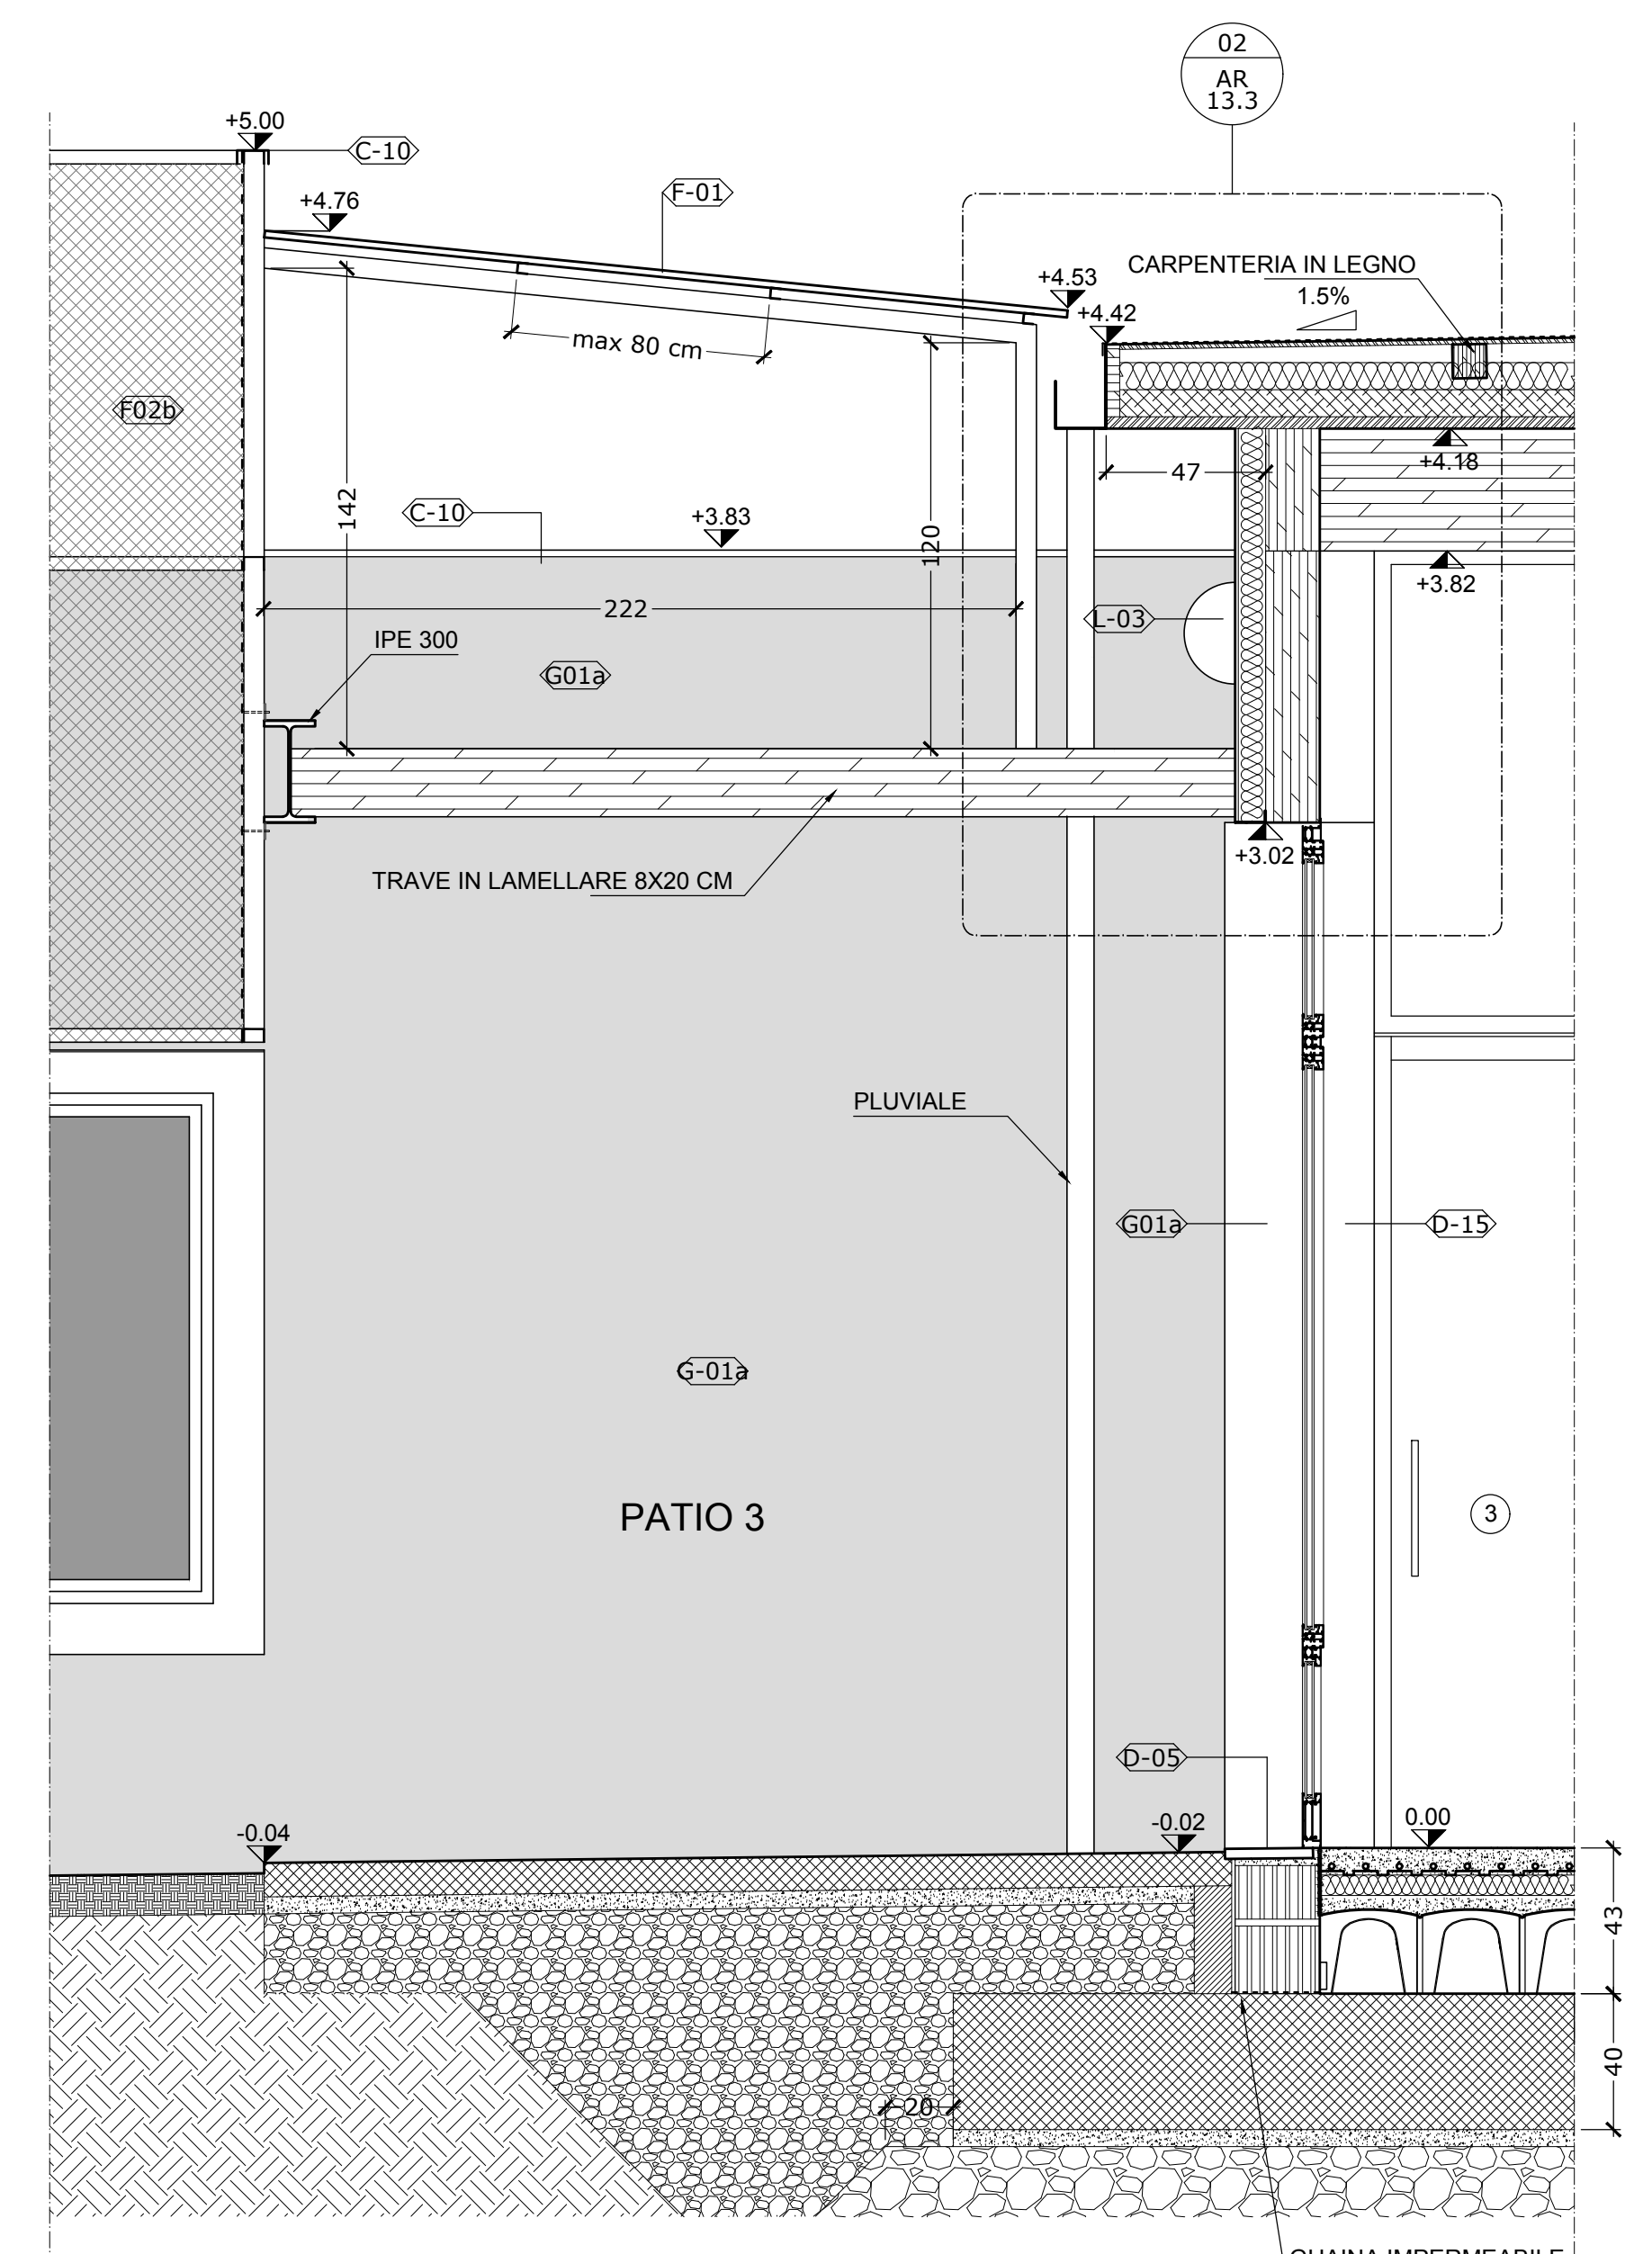 02
AR
13.3
+5.00
C-10
+4.76
F-01
+4.53
CARPENTERIA IN LEGNO
1.5%
+4.42
max 80 cm
F02b
+4.18
47
142
C-10
+3.83
120
+3.82
222
L-03
IPE 300
G01a
+3.02
TRAVE IN LAMELLARE 8X20 CM
PLUVIALE
G01a
D-15
G-01a
PATIO 3
3
D-05
-0.04
-0.02
0.00
43
40
20
GUAINA IMPERMEABILE